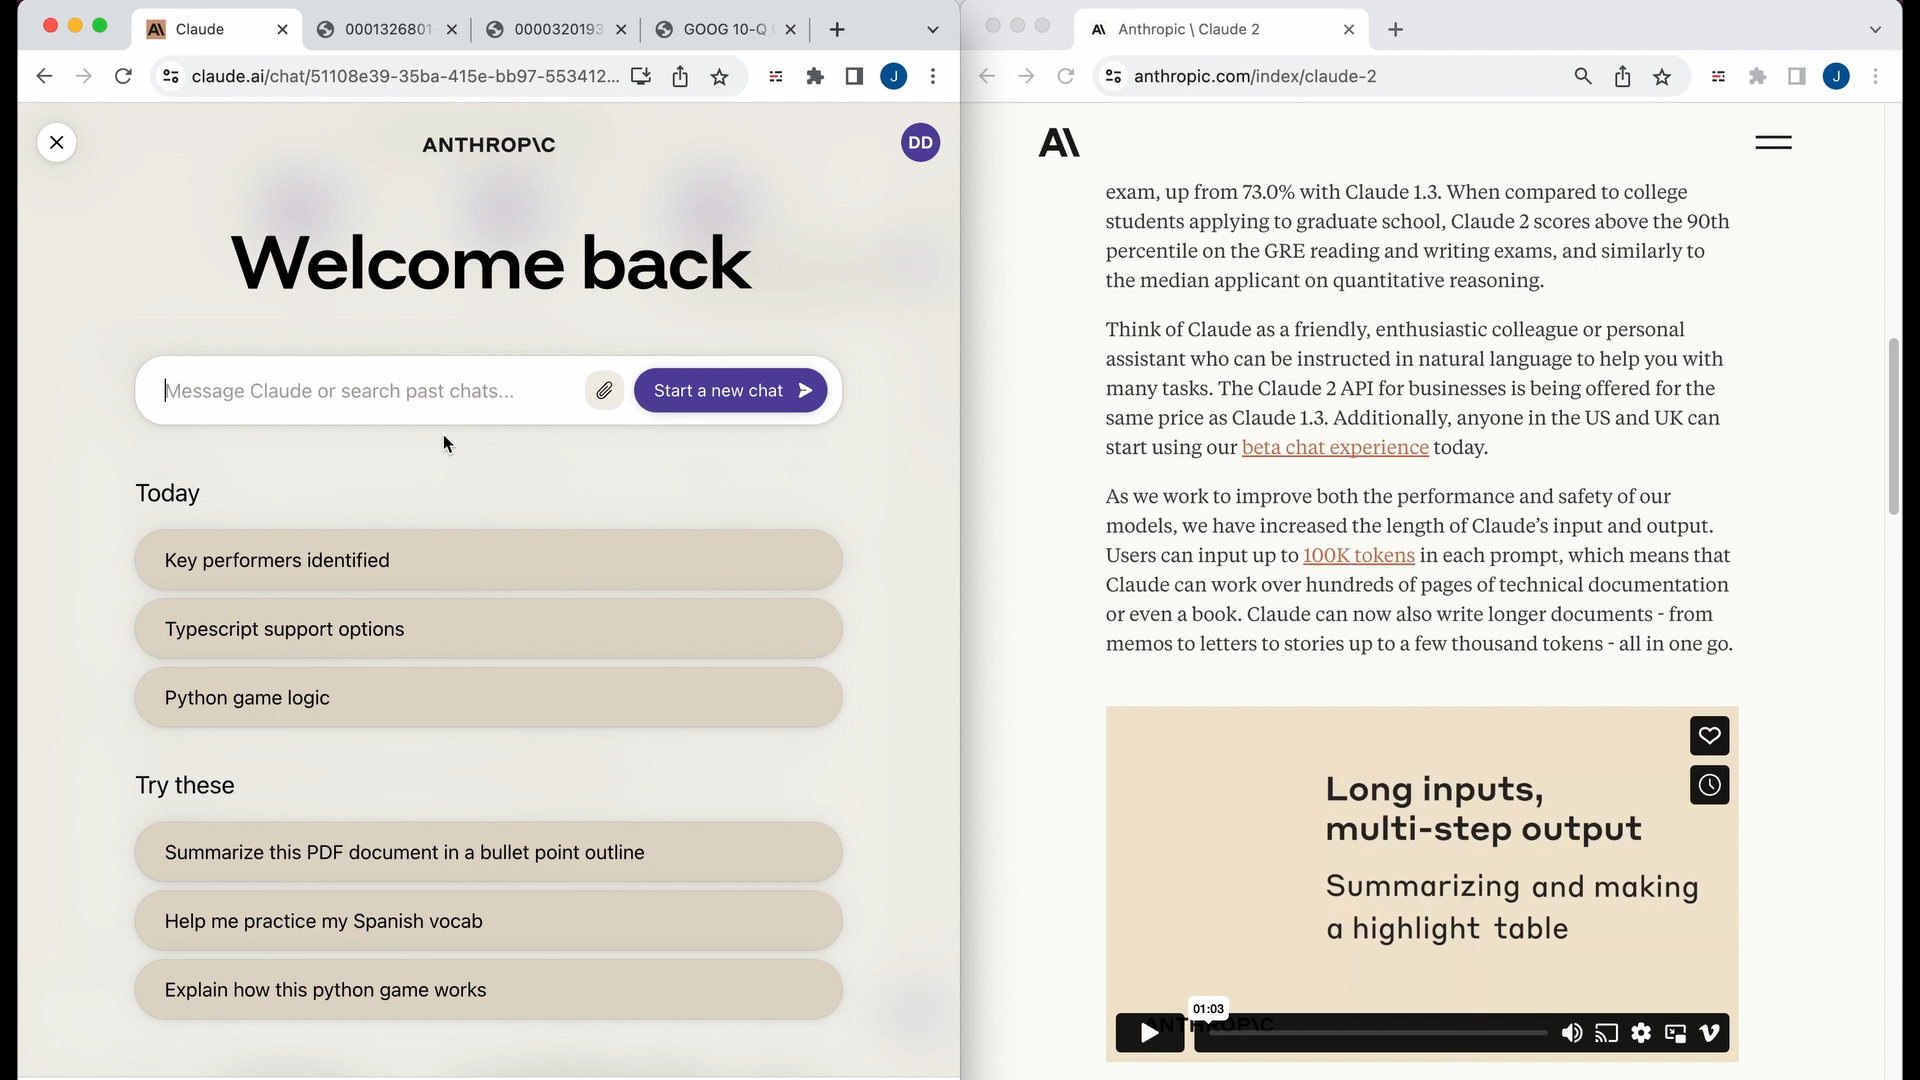 Claude
0001326801
0000320193
GOOG 10-Q
claude.ai/chat/51108e39-35ba-415e-bb97-553412...
J
ANTHROP\C
DD
Welcome back
Message Claude or search past chats...
Start a new chat
Today
Key performers identified
Typescript support options
Python game logic
Try these
Summarize this PDF document in a bullet point outline
Help me practice my Spanish vocab
Explain how this python game works
Anthropic \ Claude 2
anthropic.com/index/claude-2
J
A\
exam, up from 73.0% with Claude 1.3. When compared to college
students applying to graduate school, Claude 2 scores above the 90th
percentile on the GRE reading and writing exams, and similarly to
the median applicant on quantitative reasoning.
Think of Claude as a friendly, enthusiastic colleague or personal
assistant who can be instructed in natural language to help you with
many tasks. The Claude 2 API for businesses is being offered for the
same price as Claude 1.3. Additionally, anyone in the US and UK can
start using our beta chat experience today.
As we work to improve both the performance and safety of our
models, we have increased the length of Claude’s input and output.
Users can input up to 100K tokens in each prompt, which means that
Claude can work over hundreds of pages of technical documentation
or even a book. Claude can now also write longer documents - from
memos to letters to stories up to a few thousand tokens - all in one go.
Long inputs,
multi-step output
Summarizing and making
a highlight table
01:03
ANTHROP\C